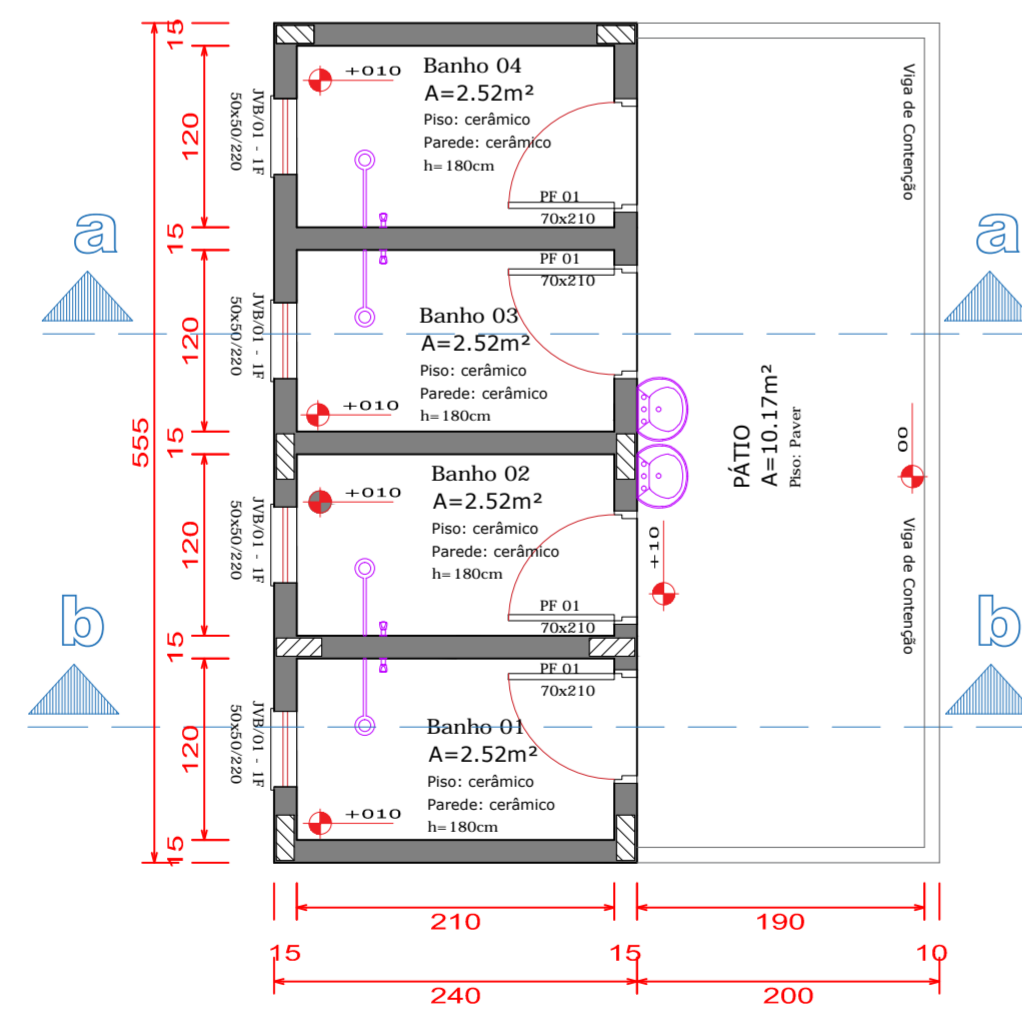 15
Banho 04
+010
A=2.52m²
Piso: cerâmico
Parede: cerâmico
h=180cm
JVB/01 - 1F
50x50/220
120
PF 01
70x210
Viga de Contenção
a
a
15
PF 01
70x210
Banho 03
A=2.52m²
Piso: cerâmico
Parede: cerâmico
h=180cm
+010
JVB/01 - 1F
50x50/220
120
555
15
PÁTIO
A=10.17m²
Piso: Paver
00
Banho 02
+010
A=2.52m²
Piso: cerâmico
Parede: cerâmico
h=180cm
JVB/01 - 1F
50x50/220
120
+10
PF 01
70x210
Viga de Contenção
b
b
15
PF 01
70x210
Banho 01
A=2.52m²
Piso: cerâmico
Parede: cerâmico
h=180cm
+010
JVB/01 - 1F
50x50/220
120
15
210
190
15
15
10
240
200